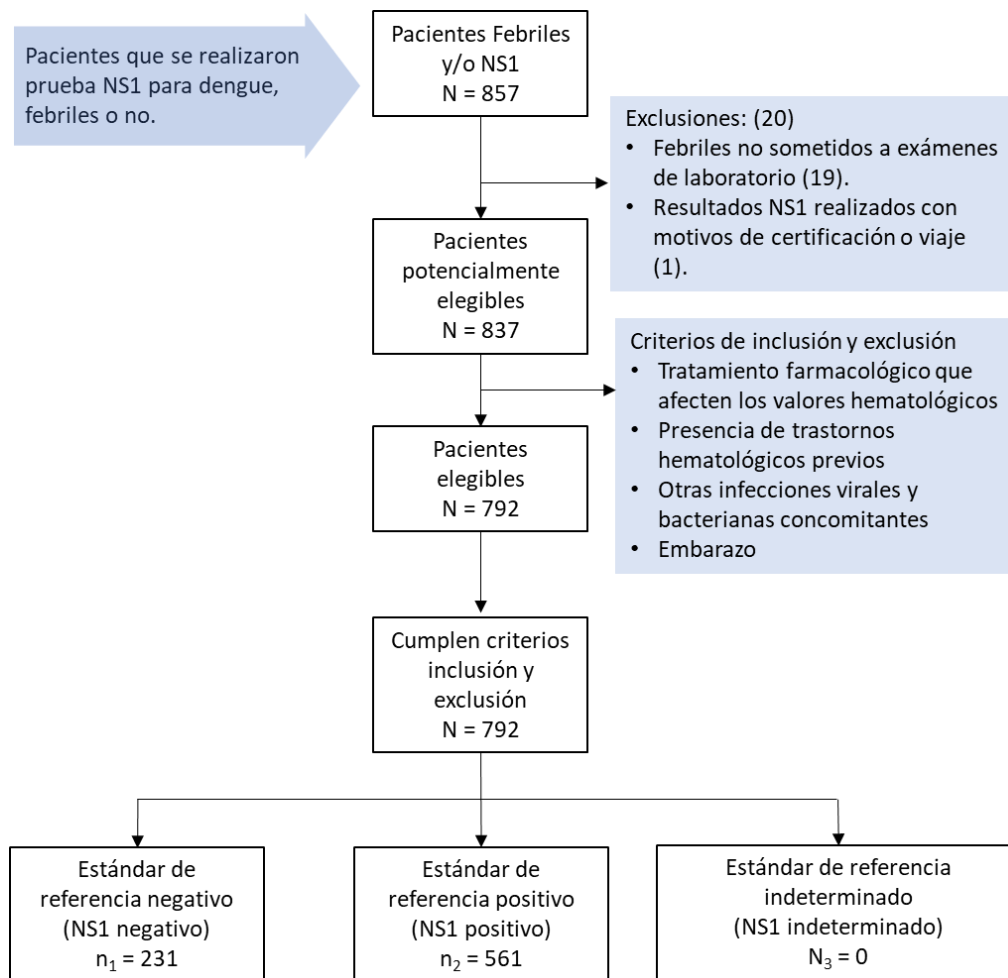 Pacientes que se realizaron
prueba NS1 para dengue,
febriles o no.
Pacientes Febriles
y/o NS1
N = 857
Exclusiones: (20)
• Febriles no sometidos a exámenes
de laboratorio (19).
• Resultados NS1 realizados con
motivos de certificación o viaje
(1).
Pacientes
potencialmente
elegibles
N = 837
Criterios de inclusión y exclusión
• Tratamiento farmacológico que
afecten los valores hematológicos
• Presencia de trastornos
hematológicos previos
• Otras infecciones virales y
bacterianas concomitantes
• Embarazo
Pacientes
elegibles
N = 792
Cumplen criterios
inclusión y
exclusión
N = 792
Estándar de
referencia negativo
(NS1 negativo)
n₁ = 231
Estándar de
referencia positivo
(NS1 positivo)
n₂ = 561
Estándar de referencia
indeterminado
(NS1 indeterminado)
N₃ = 0